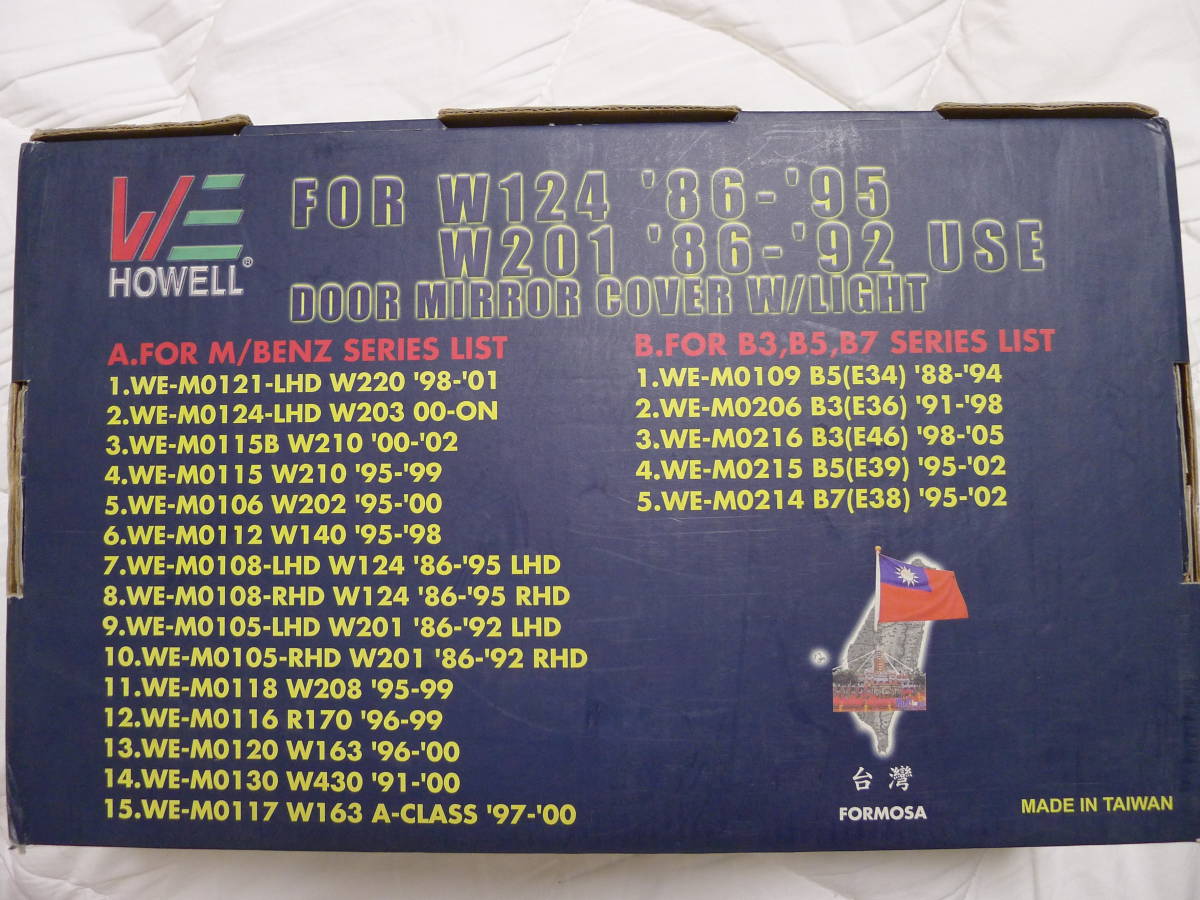 WE
HOWELL®
FOR W124 '86-'95
W201 '86-'92 USE
DOOR MIRROR COVER W/LIGHT
A.FOR M/BENZ SERIES LIST
1.WE-M0121-LHD W220 '98-'01
2.WE-M0124-LHD W203 00-ON
3.WE-M0115B W210 '00-'02
4.WE-M0115 W210 '95-'99
5.WE-M0106 W202 '95-'00
6.WE-M0112 W140 '95-'98
7.WE-M0108-LHD W124 '86-'95 LHD
8.WE-M0108-RHD W124 '86-'95 RHD
9.WE-M0105-LHD W201 '86-'92 LHD
10.WE-M0105-RHD W201 '86-'92 RHD
11.WE-M0118 W208 '95-99
12.WE-M0116 R170 '96-99
13.WE-M0120 W163 '96-'00
14.WE-M0130 W430 '91-'00
15.WE-M0117 W163 A-CLASS '97-'00
B.FOR B3,B5,B7 SERIES LIST
1.WE-M0109 B5(E34) '88-'94
2.WE-M0206 B3(E36) '91-'98
3.WE-M0216 B3(E46) '98-'05
4.WE-M0215 B5(E39) '95-'02
5.WE-M0214 B7(E38) '95-'02
台灣
FORMOSA
MADE IN TAIWAN